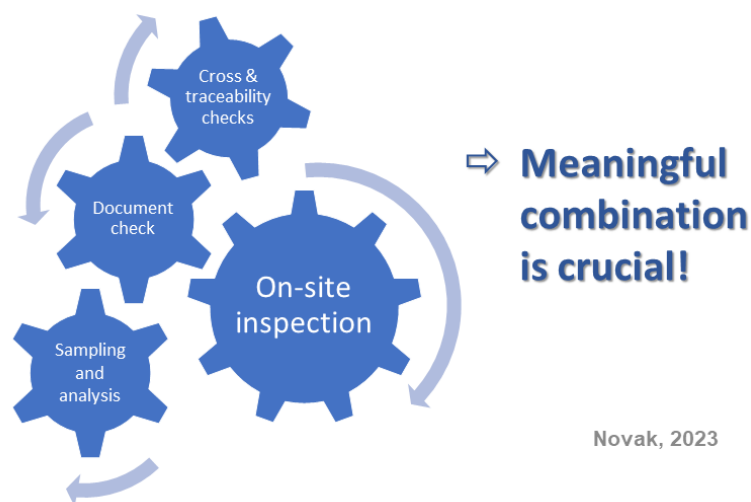 Cross &
traceability
checks
Document
check
On-site
inspection
Sampling
and
analysis
⇨ Meaningful
combination
is crucial!
Novak, 2023